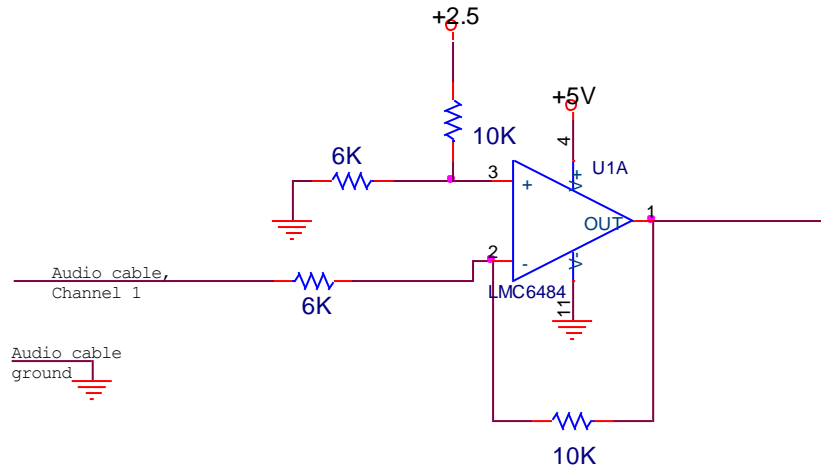 +2.5
+5V
10K
6K
4
U1A
3
+
V+
1
OUT
2
-
V-
Audio cable,
Channel 1
6K
LMC6484
11
Audio cable
ground
10K